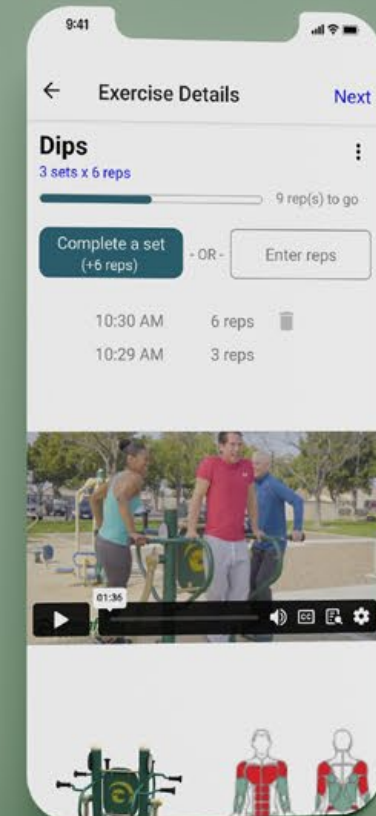 9:41
Exercise Details
Next
Dips
3 sets x 6 reps
9 rep(s) to go
Complete a set
(+6 reps)
- OR -
Enter reps
10:30 AM 6 reps
10:29 AM 3 reps
01:36
CC